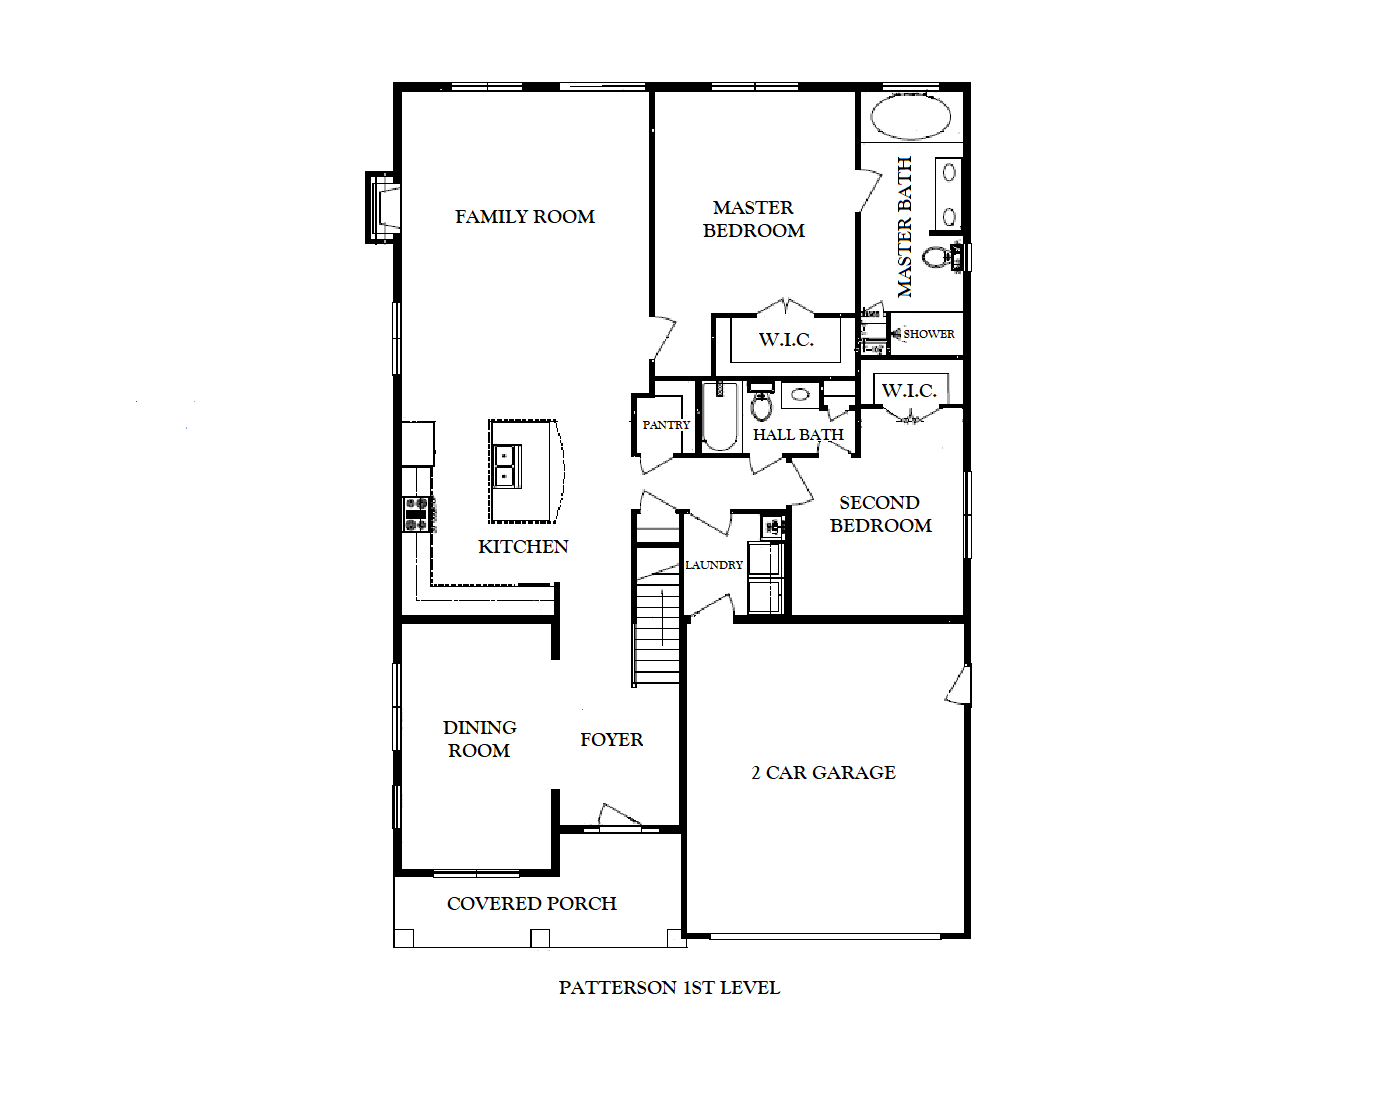 FAMILY ROOM
MASTER
BEDROOM
MASTER BATH
SHOWER
W.I.C.
W.I.C.
PANTRY
HALL BATH
SECOND
BEDROOM
KITCHEN
LAUNDRY
DINING
ROOM
FOYER
2 CAR GARAGE
COVERED PORCH
PATTERSON 1ST LEVEL